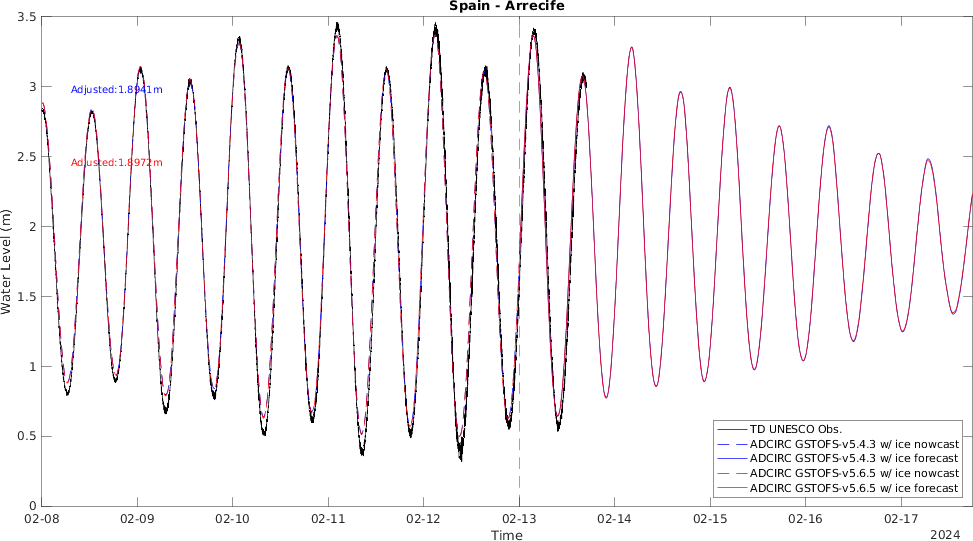 Spain - Arrecife
3.5
3
2.5
2
1.5
1
0.5
0
Water Level (m)
Adjusted:1.8941m
Adjusted:1.8972m
TD UNESCO Obs.
ADCIRC GSTOFS-v5.4.3 w/ ice nowcast
ADCIRC GSTOFS-v5.4.3 w/ ice forecast
ADCIRC GSTOFS-v5.6.5 w/ ice nowcast
ADCIRC GSTOFS-v5.6.5 w/ ice forecast
02-08 02-09 02-10 02-11 02-12 02-13 02-14 02-15 02-16 02-17
Time
2024